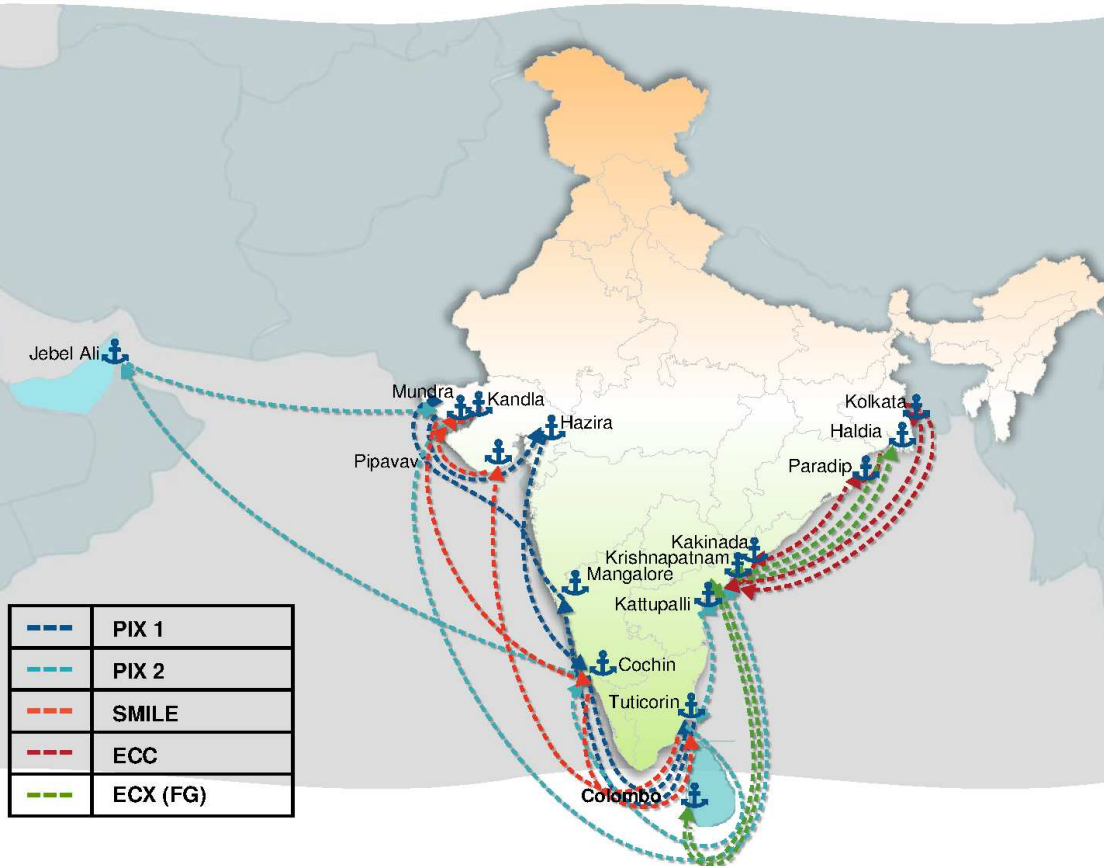 Jebel Ali
Mundra
Kandla
Hazira
Pipavav
Kolkata
Haldia
Paradip
Kakinada
Krishnapatnam
Mangalore
Kattupalli
Cochin
Tuticorin
Colombo
PIX 1
PIX 2
SMILE
ECC
ECX (FG)